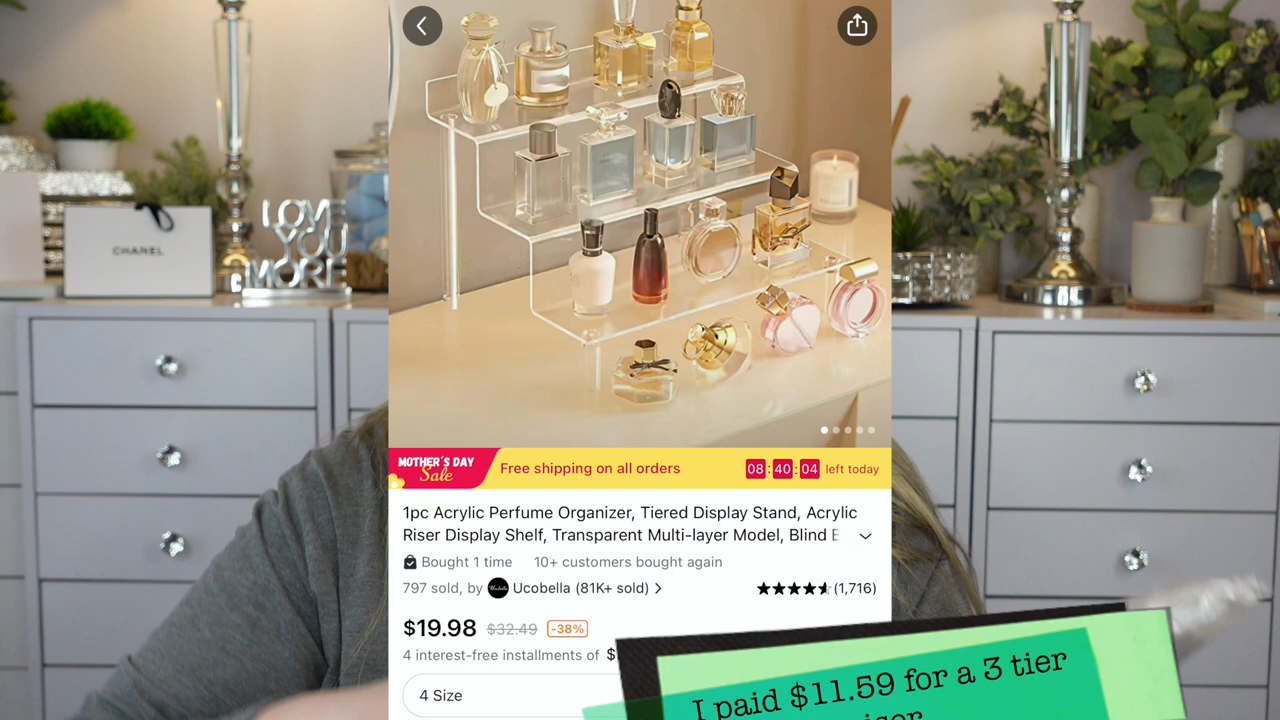 CHANEL
LOVE
YOU
MORE
MOTHER'S DAY
Sale
Free shipping on all orders
08:40:04 left today
1pc Acrylic Perfume Organizer, Tiered Display Stand, Acrylic
Riser Display Shelf, Transparent Multi-layer Model, Blind
Bought 1 time 10+ customers bought again
797 sold, by Ucobella (81K+ sold) > (1,716)
$19.98 $32.49 -38%
4 interest-free installments of $
4 Size
I paid $11.59 for a 3 tier